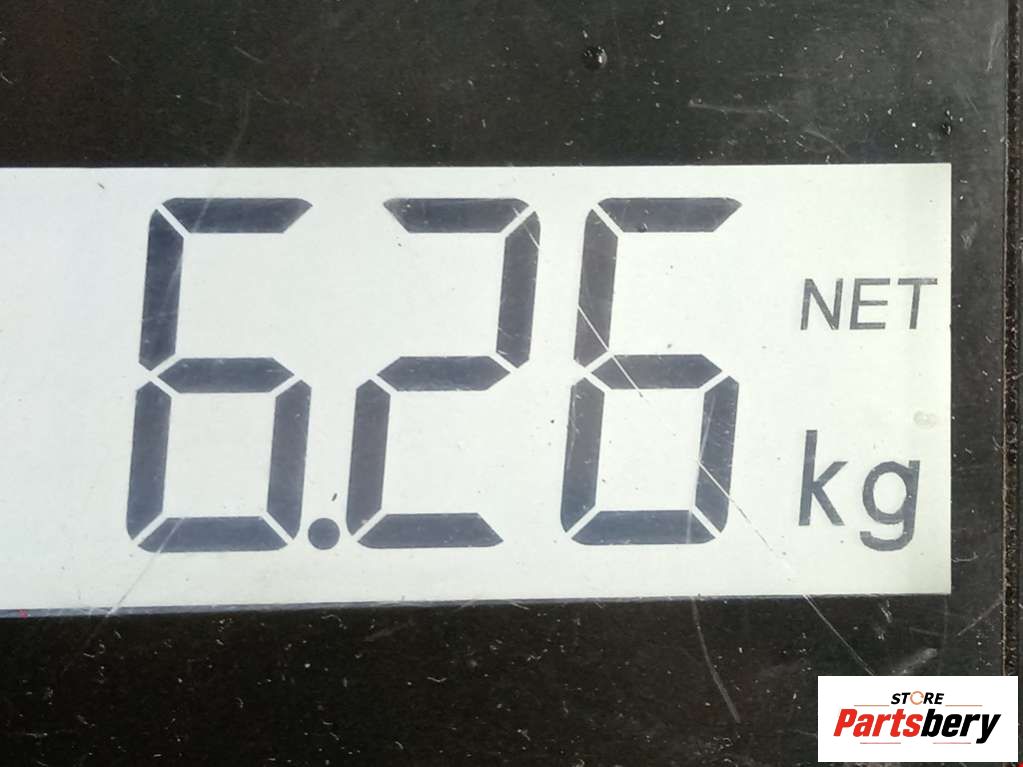 6.26
NET
kg
STORE
Partsbery